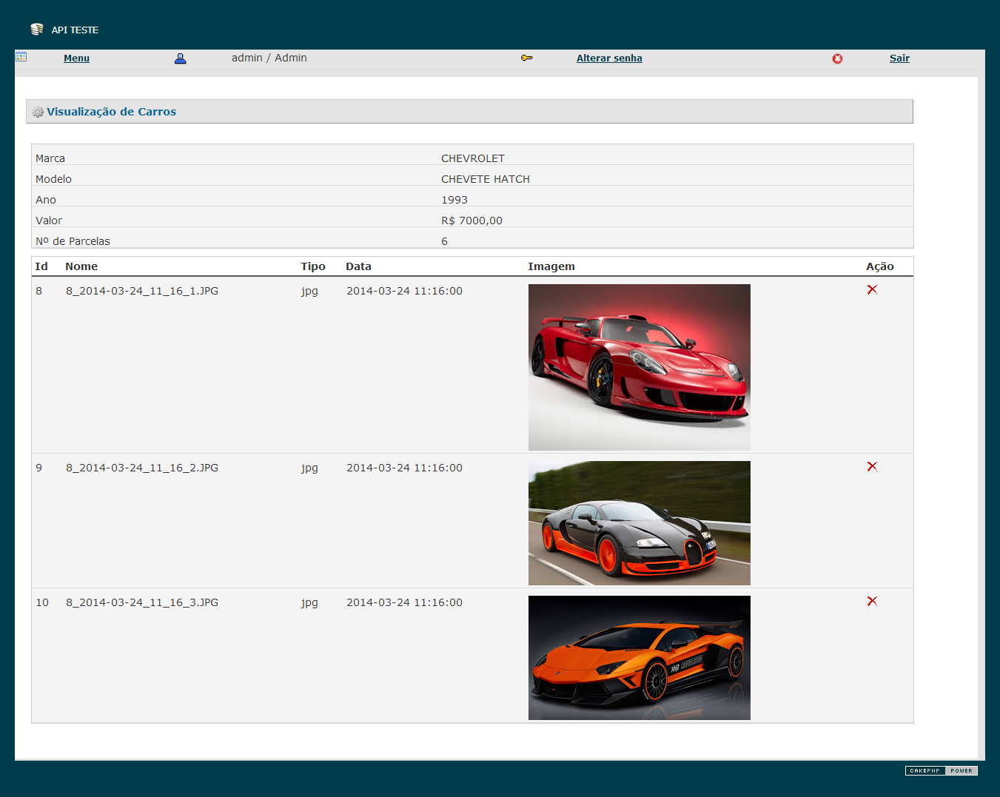 API TESTE
Menu admin / Admin Alterar senha Sair
Visualização de Carros
Marca CHEVROLET
Modelo CHEVETE HATCH
Ano 1993
Valor R$ 7000,00
Nº de Parcelas 6
Id Nome Tipo Data Imagem Ação
8 8_2014-03-24_11_16_1.JPG jpg 2014-03-24 11:16:00
9 8_2014-03-24_11_16_2.JPG jpg 2014-03-24 11:16:00
10 8_2014-03-24_11_16_3.JPG jpg 2014-03-24 11:16:00
CAKEPHP POWER